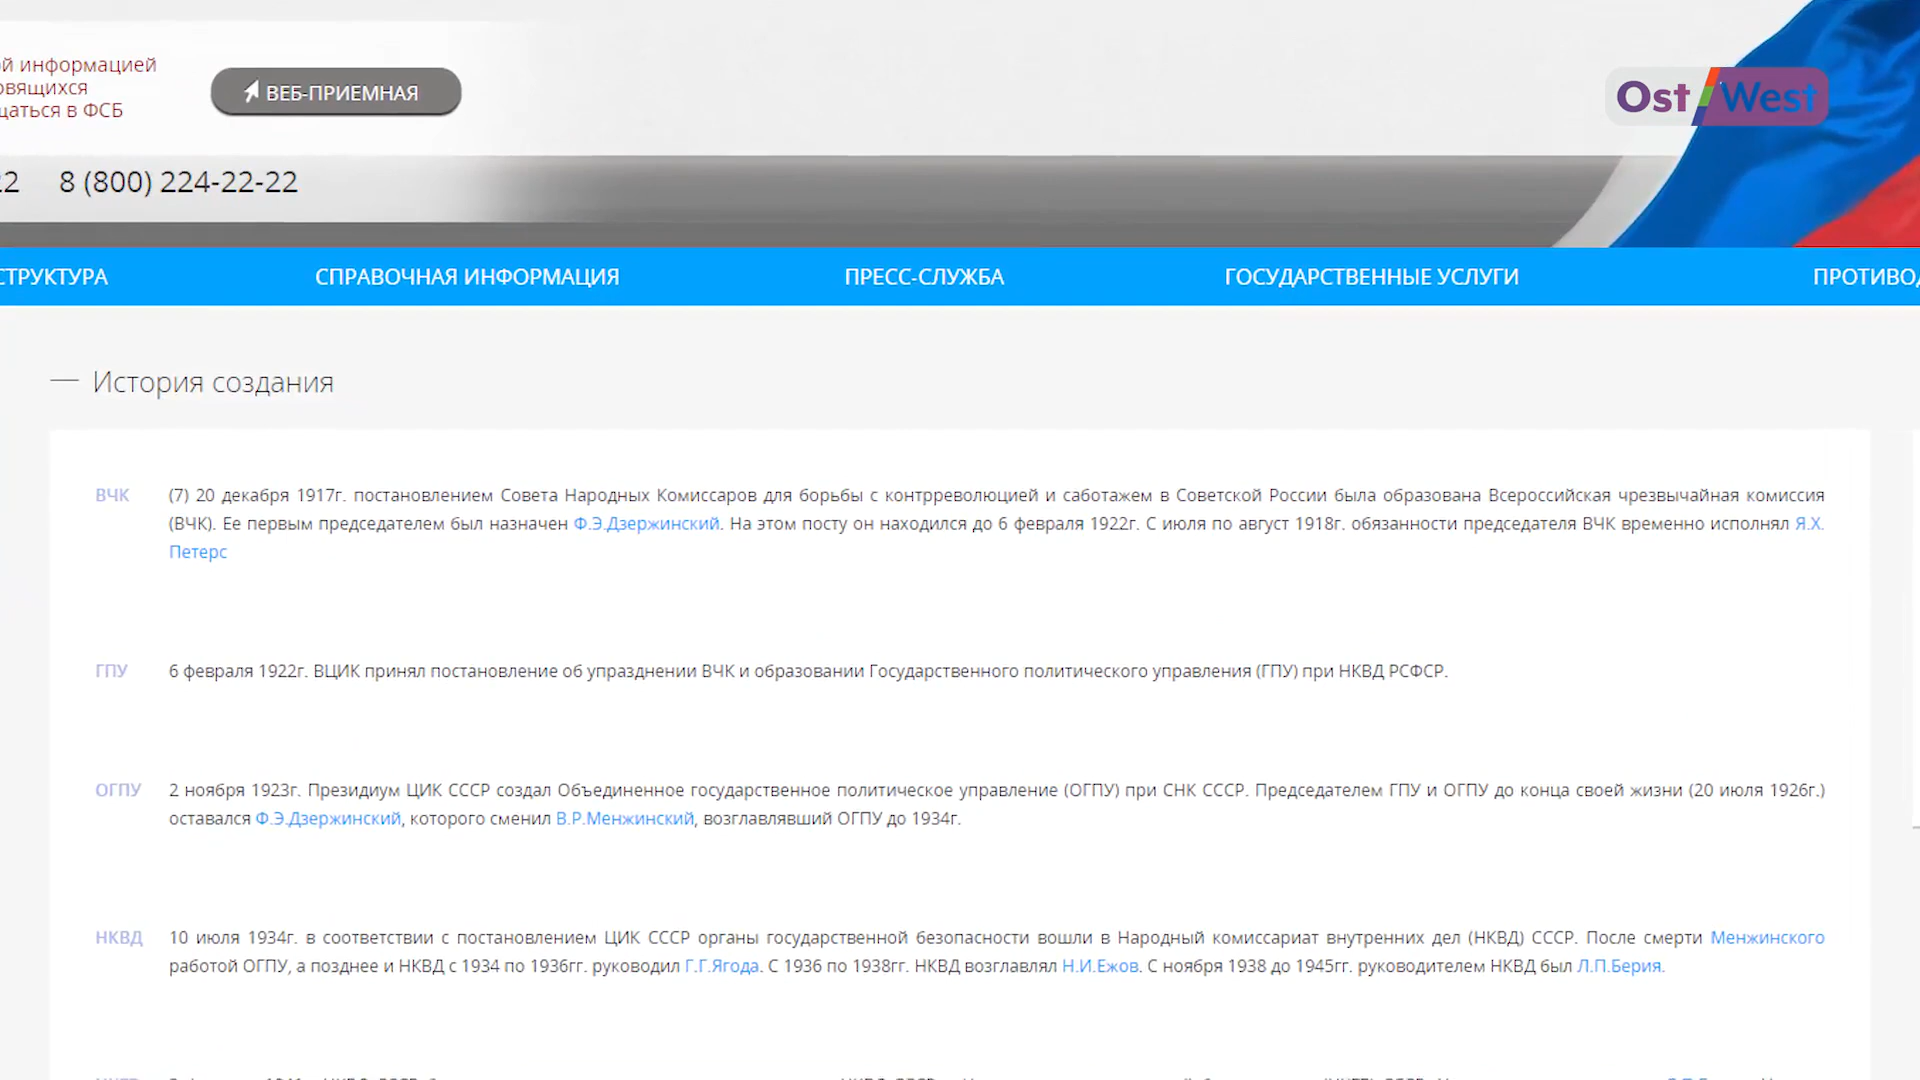 й информацией
овящихся
щаться в ФСБ
ВЕБ-ПРИЕМНАЯ
Ost West
22 8 (800) 224-22-22
СТРУКТУРА СПРАВОЧНАЯ ИНФОРМАЦИЯ ПРЕСС-СЛУЖБА ГОСУДАРСТВЕННЫЕ УСЛУГИ ПРОТИВОД
— История создания
ВЧК (7) 20 декабря 1917г. постановлением Совета Народных Комиссаров для борьбы с контрреволюцией и саботажем в Советской России была образована Всероссийская чрезвычайная комиссия
(ВЧК). Ее первым председателем был назначен Ф.Э.Дзержинский. На этом посту он находился до 6 февраля 1922г. С июля по август 1918г. обязанности председателя ВЧК временно исполнял Я.Х.
Петерс
ГПУ 6 февраля 1922г. ВЦИК принял постановление об упразднении ВЧК и образовании Государственного политического управления (ГПУ) при НКВД РСФСР.
ОГПУ 2 ноября 1923г. Президиум ЦИК СССР создал Объединенное государственное политическое управление (ОГПУ) при СНК СССР. Председателем ГПУ и ОГПУ до конца своей жизни (20 июля 1926г.)
оставался Ф.Э.Дзержинский, которого сменил В.Р.Менжинский, возглавлявший ОГПУ до 1934г.
НКВД 10 июля 1934г. в соответствии с постановлением ЦИК СССР органы государственной безопасности вошли в Народный комиссариат внутренних дел (НКВД) СССР. После смерти Менжинского
работой ОГПУ, а позднее и НКВД с 1934 по 1936гг. руководил Г.Г.Ягода. С 1936 по 1938гг. НКВД возглавлял Н.И.Ежов. С ноября 1938 до 1945гг. руководителем НКВД был Л.П.Берия.